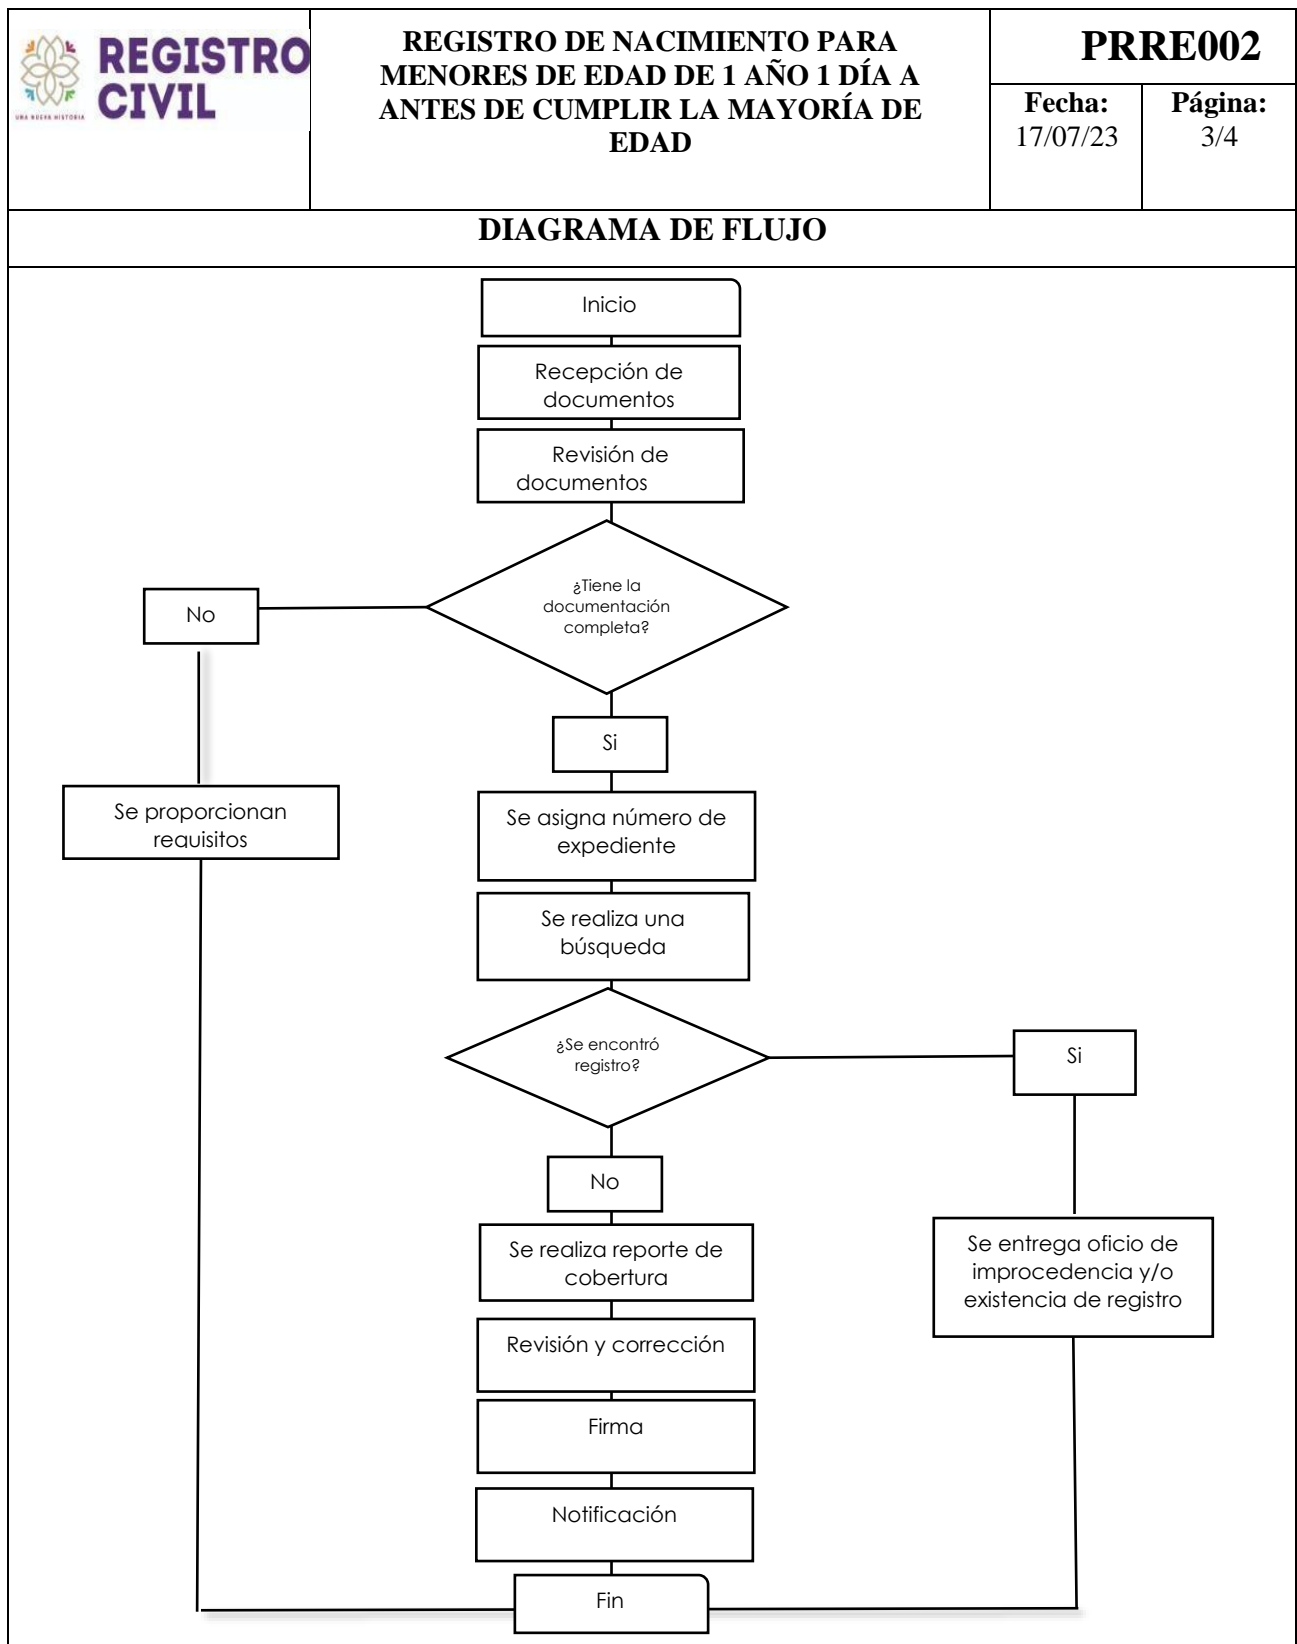 REGISTRO
CIVIL
UNA NUEVA HISTORIA
REGISTRO DE NACIMIENTO PARA
MENORES DE EDAD DE 1 AÑO 1 DÍA A
ANTES DE CUMPLIR LA MAYORÍA DE
EDAD
PRRE002
Fecha:
17/07/23
Página:
3/4
DIAGRAMA DE FLUJO
Inicio
Recepción de
documentos
Revisión de
documentos
¿Tiene la
documentación
completa?
No
Si
Se proporcionan
requisitos
Se asigna número de
expediente
Se realiza una
búsqueda
¿Se encontró
registro?
Si
No
Se realiza reporte de
cobertura
Se entrega oficio de
improcedencia y/o
existencia de registro
Revisión y corrección
Firma
Notificación
Fin